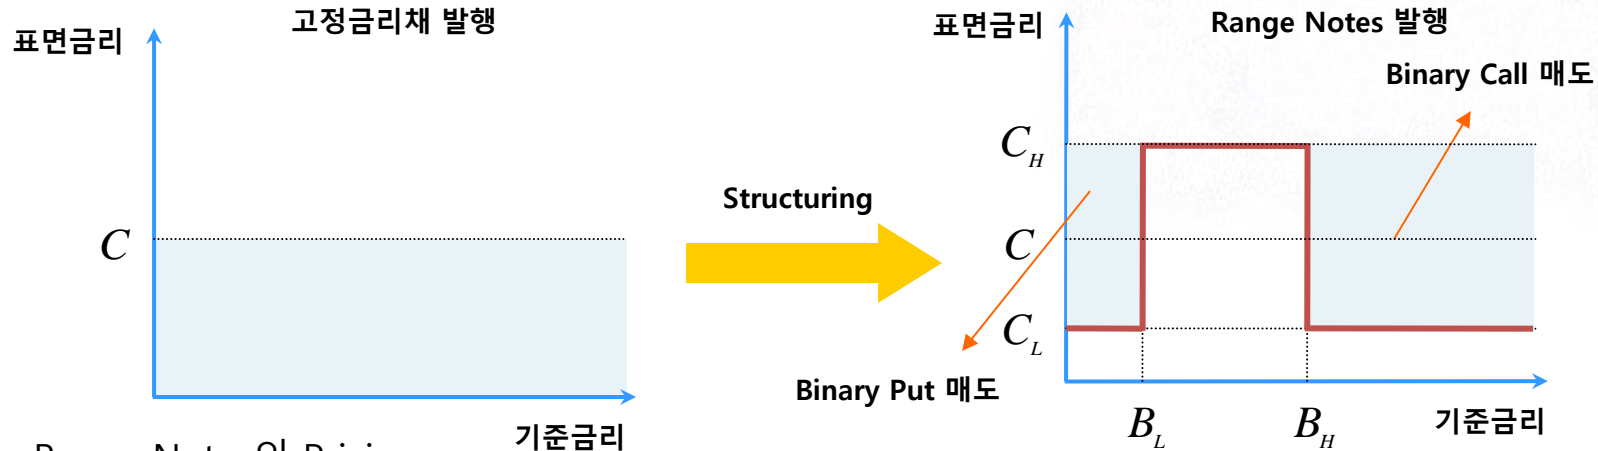 고정금리채 발행
표면금리
C
기준금리
Structuring
Range Notes 발행
표면금리
Binary Call 매도
C_H
C
C_L
Binary Put 매도
B_L
B_H
기준금리